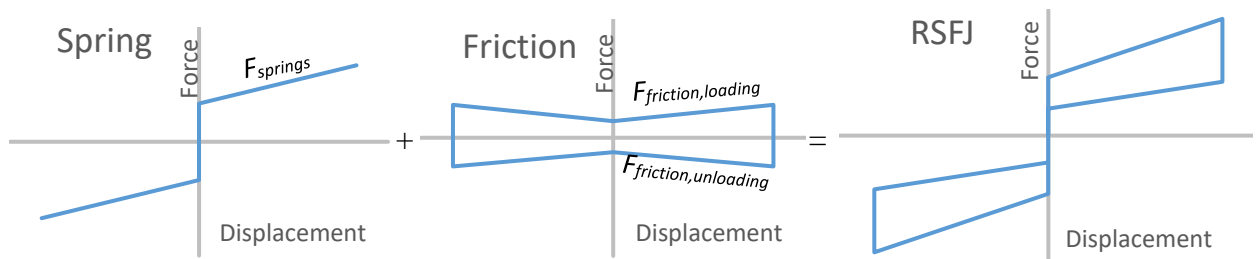 Spring
Force
Fsprings
Displacement
+
Friction
Force
Ffriction,loading
Ffriction,unloading
Displacement
=
RSFJ
Force
Displacement